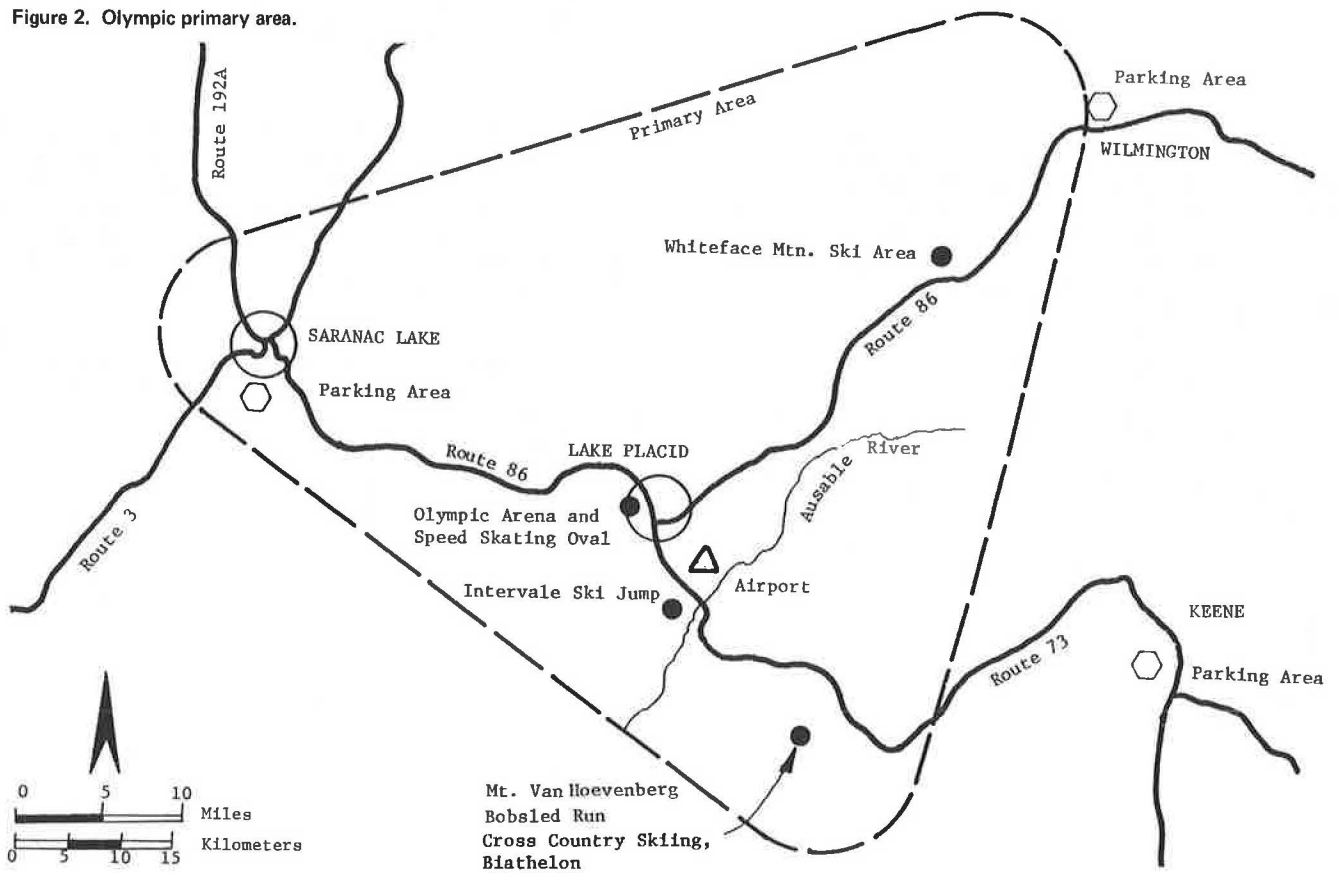 Figure 2. Olympic primary area.
Route 192A
Primary Area
Parking Area
WILMINGTON
Whiteface Mtn. Ski Area
Route 86
SARANAC LAKE
Parking Area
Route 86
LAKE PLACID
River
Ausable
Olympic Arena and
Speed Skating Oval
Route 3
Airport
Intervale Ski Jump
KEENE
Route 73
Parking Area
Mt. Van Hoevenberg
Bobsled Run
Cross Country Skiing,
Biathelon
0 5 10
Miles
Kilometers
0 5 10 15